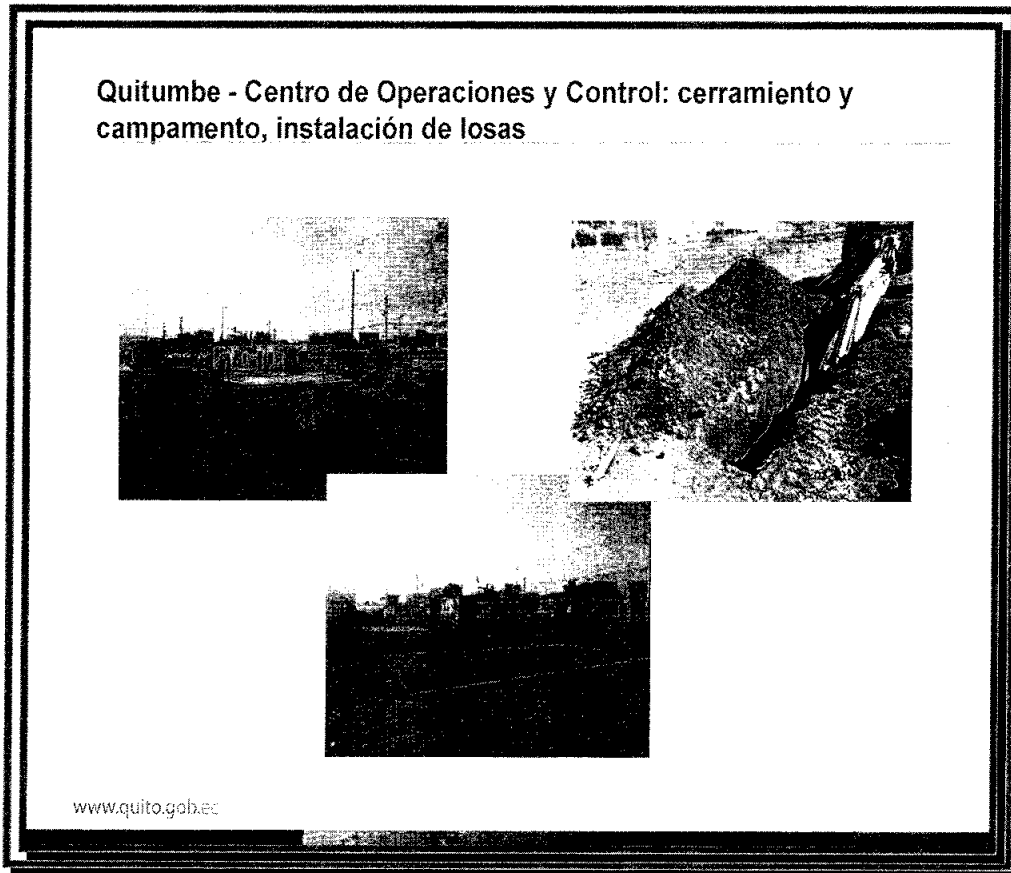 Quitumbe - Centro de Operaciones y Control: cerramiento y
campamento, instalación de losas
www.quito.gob.ec